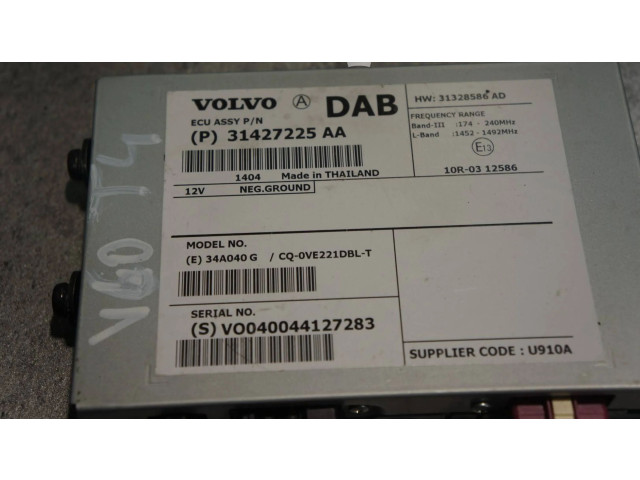 VOLVO A DAB
ECU ASSY P/N
(P) 31427225 AA
1404 Made in THAILAND
12V NEG.GROUND
HW: 31328586 AD
FREQUENCY RANGE
Band-III :174 - 240MHz
L-Band :1452 - 1492MHz
E13
10R-03 12586
MODEL NO.
(E) 34A040 G / CQ-0VE221DBL-T
SERIAL NO.
(S) VO040044127283
SUPPLIER CODE : U910A
V60 T4